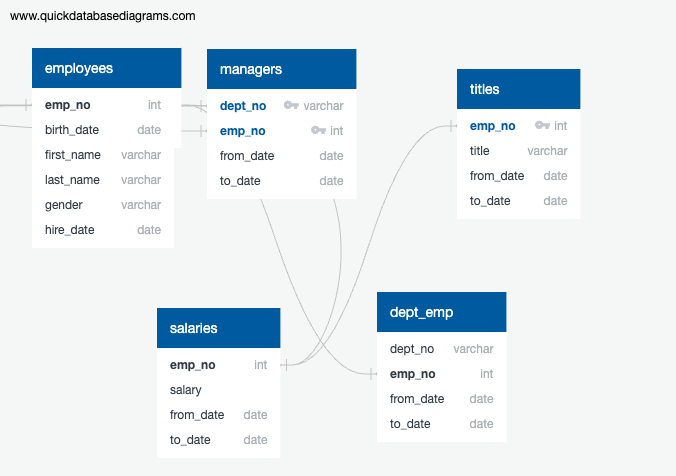 www.quickdatabasediagrams.com
employees
emp_no int
birth_date date
first_name varchar
last_name varchar
gender varchar
hire_date date
managers
dept_no varchar
emp_no int
from_date date
to_date date
titles
emp_no int
title varchar
from_date date
to_date date
salaries
emp_no int
salary
from_date date
to_date date
dept_emp
dept_no varchar
emp_no int
from_date date
to_date date